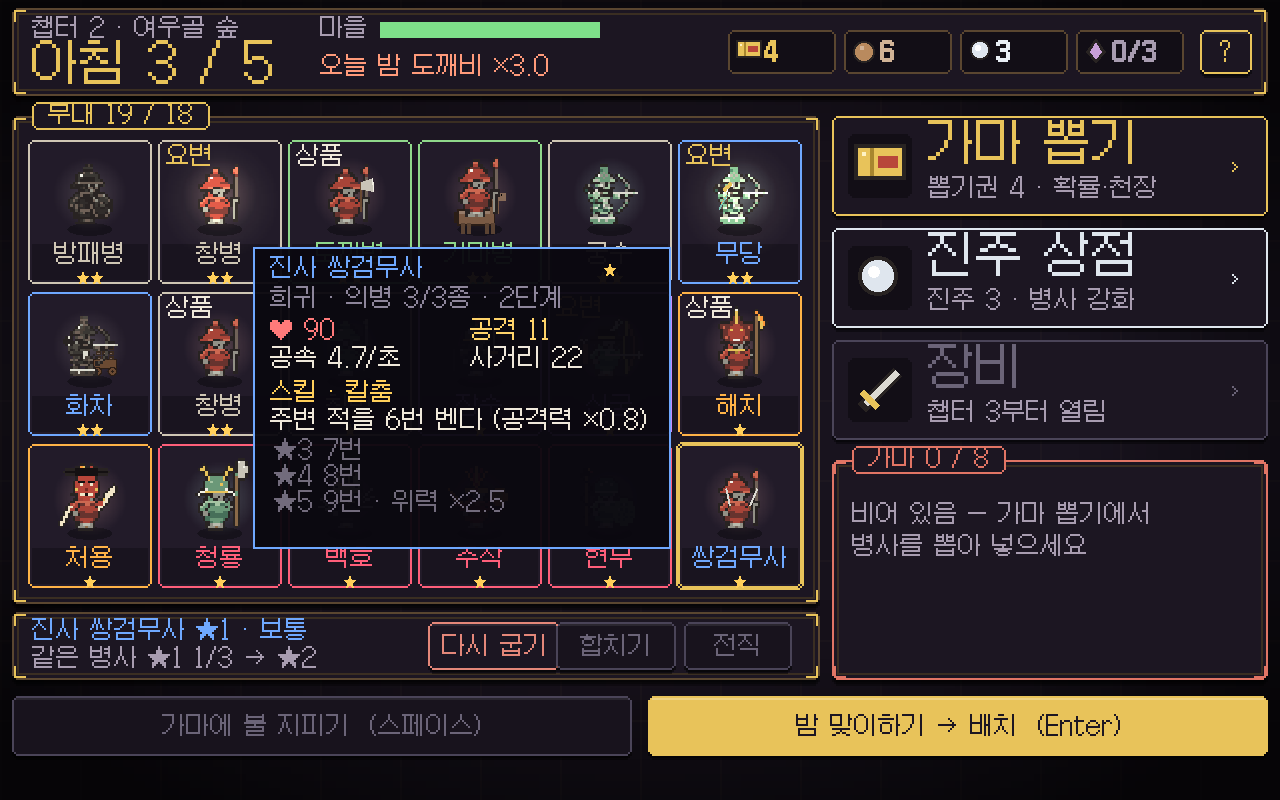 챕터 2 · 여우골 숲
아침 3 / 5
마을
오늘 밤 도깨비 ×3.0
4
6
3
0/3
?
무대 19 / 18
방패병
★★
요변
창병
★★
상품
도깨병
기마병
궁수
요변
무당
★★
화차
★★
상품
창병
★★
상품
해치
★
처용
★
청룡
★
백호
★
주작
★
현무
★
쌍검무사
★
진사 쌍검무사 ★
희귀 · 의병 3/3종 · 2단계
♥ 90 공격 11
공속 4.7/초 사거리 22
스킬 · 칼춤
주변 적을 6번 벤다 (공격력 ×0.8)
★3 7번
★4 8번
★5 9번 · 위력 ×2.5
진사 쌍검무사 ★1 · 보통
같은 병사 ★1 1/3 → ★2
다시 굽기
합치기
전직
가마 뽑기
뽑기권 4 · 확률·천장
›
진주 상점
진주 3 · 병사 강화
›
장비
챕터 3부터 열림
›
가마 0 / 8
비어 있음 — 가마 뽑기에서
병사를 뽑아 넣으세요
가마에 불 지피기 (스페이스)
밤 맞이하기 → 배치 (Enter)